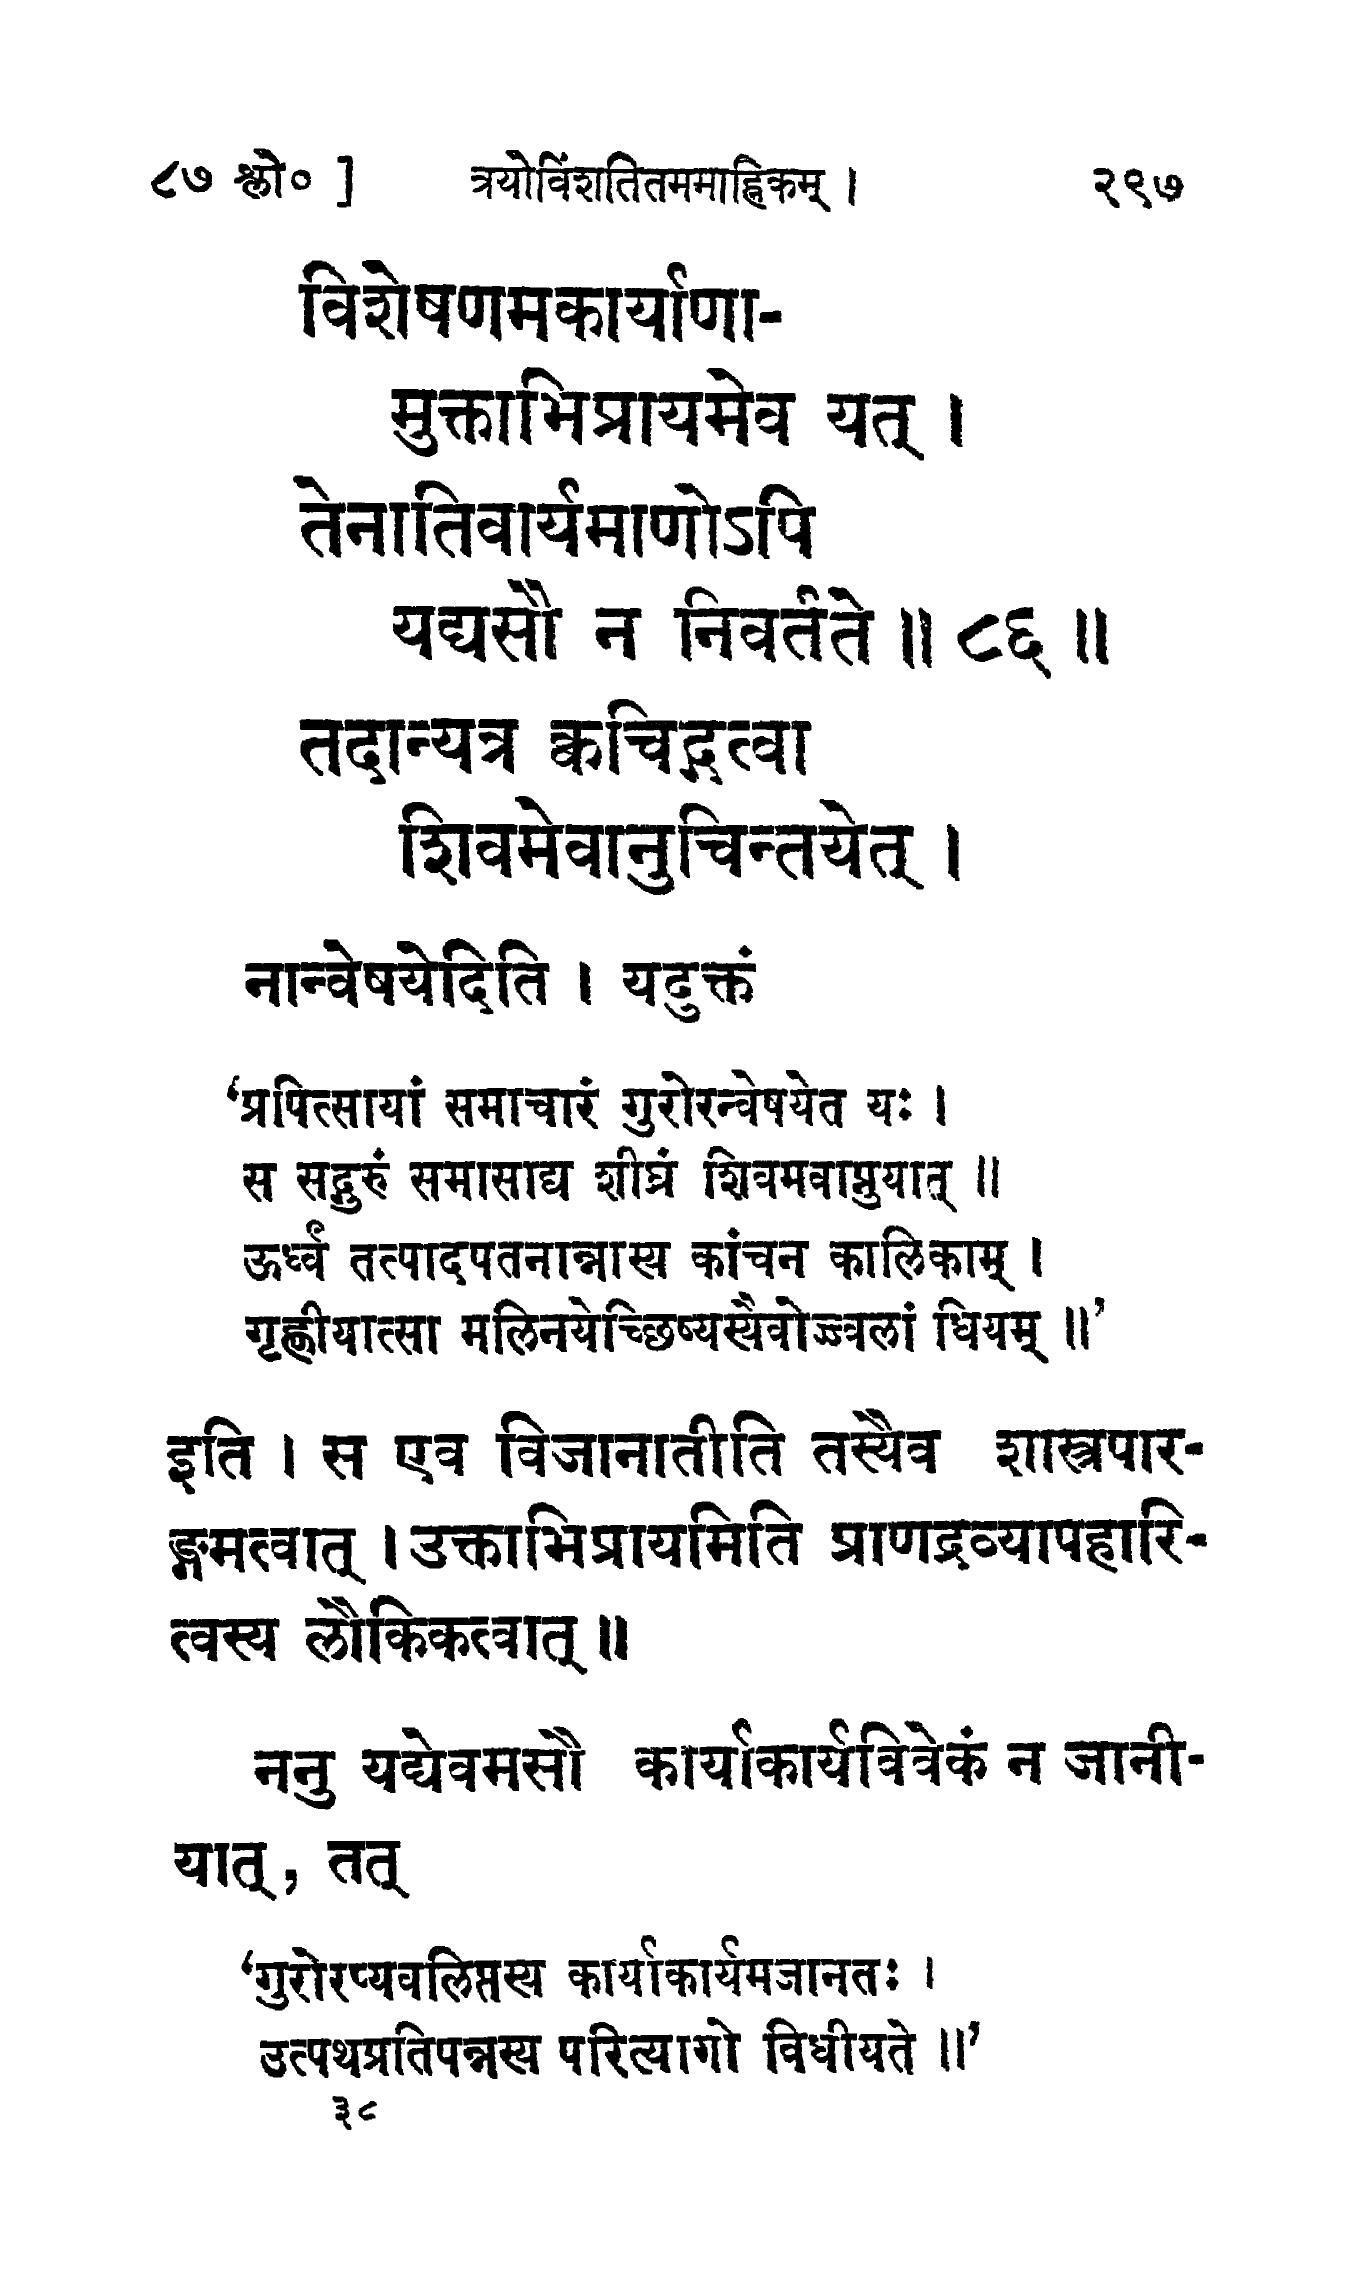 ८७ श्लो० ] त्रयोविंशतितममाह्निकम् । २९७
विशेषणमकार्याणा-
मुक्ताभिप्रायमेव यत् ।
तेनातिवार्यमाणोऽपि
यद्यसौ न निवर्तते ॥ ८६ ॥
तदान्यत्र क्वचिद्गत्वा
शिवमेवानुचिन्तयेत् ।
नान्वेषयेदिति । यदुक्तं
‘प्रपित्सायां समाचारं गुरोरन्वेषयेत यः ।
स सद्गुरुं समासाद्य शीघ्रं शिवमवाप्नुयात् ॥
ऊर्ध्वं तत्पादपतनान्नास्य कांचन कालिकाम् ।
गृह्णीयात्सा मलिनयेच्छिष्यस्यैवोज्ज्वलां धियम् ॥’
इति । स एव विजानातीति तस्यैव शास्त्रपार-
ङ्गमत्वात् । उक्ताभिप्रायमिति प्राणद्रव्यापहारि-
त्वस्य लौकिकत्वात् ॥
ननु यद्येवमसौ कार्याकार्यविवेकं न जानी-
यात् , तत्
‘गुरोरप्यवलिप्तस्य कार्याकार्यमजानतः ।
उत्पथप्रतिपन्नस्य परित्यागो विधीयते ॥’
३८